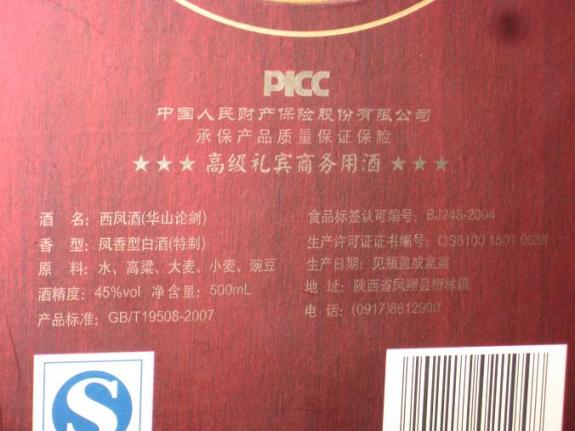 PICC
中国人民财产保险股份有限公司
承保产品质量保证保险
★★★ 高级礼宾商务用酒 ★★★
酒 名：西凤酒(华山论剑)
香 型：凤香型白酒(特制)
原 料：水、高粱、大麦、小麦、豌豆
酒精度：45%vol 净含量：500mL
产品标准：GB/T19508-2007
食品标签认可编号：BJ248-2004
生产许可证证书编号：QS6100 1501 0688
生产日期：见瓶盖或盒盖
地 址：陕西省凤翔县柳林镇
电 话：(0917)8612900
S